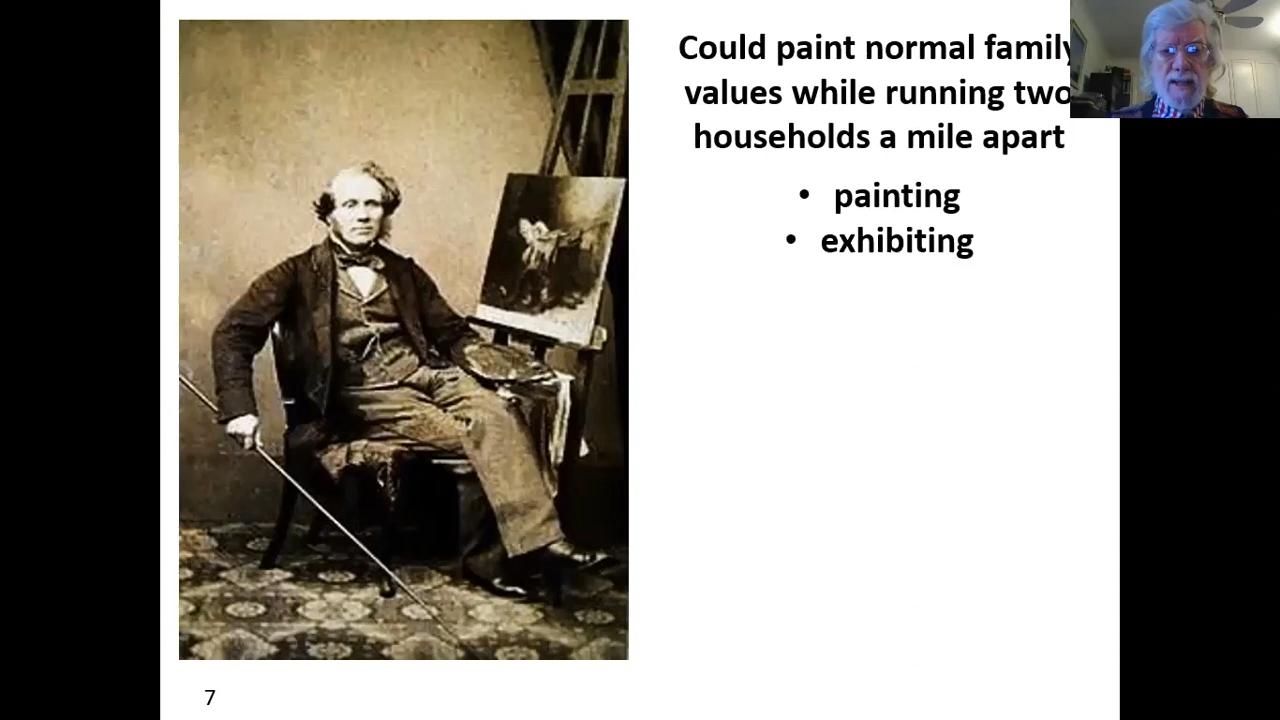 Could paint normal family
values while running two
households a mile apart
• painting
• exhibiting
7